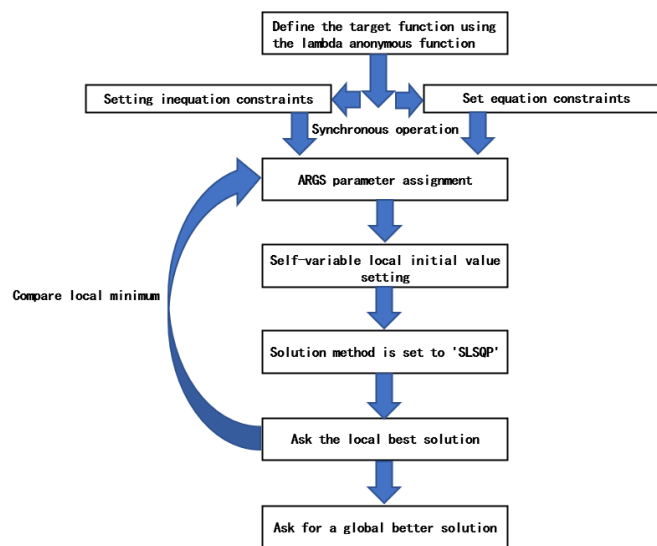 Define the target function using
the lambda anonymous function
Setting inequation constraints
Set equation constraints
Synchronous operation
ARGS parameter assignment
Self-variable local initial value
setting
Compare local minimum
Solution method is set to 'SLSQP'
Ask the local best solution
Ask for a global better solution